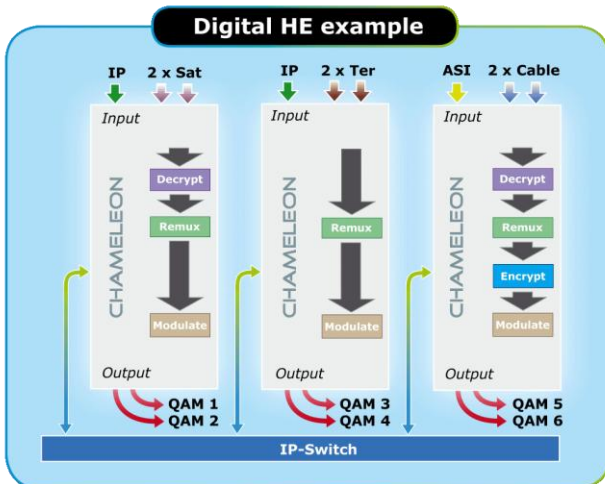 Digital HE example
IP 2 x Sat
Input
Decrypt
Remux
Modulate
CHAMELEON
Output
QAM 1
QAM 2
IP 2 x Ter
Input
Remux
Modulate
CHAMELEON
Output
QAM 3
QAM 4
ASI 2 x Cable
Input
Decrypt
Remux
Encrypt
Modulate
CHAMELEON
Output
QAM 5
QAM 6
IP-Switch